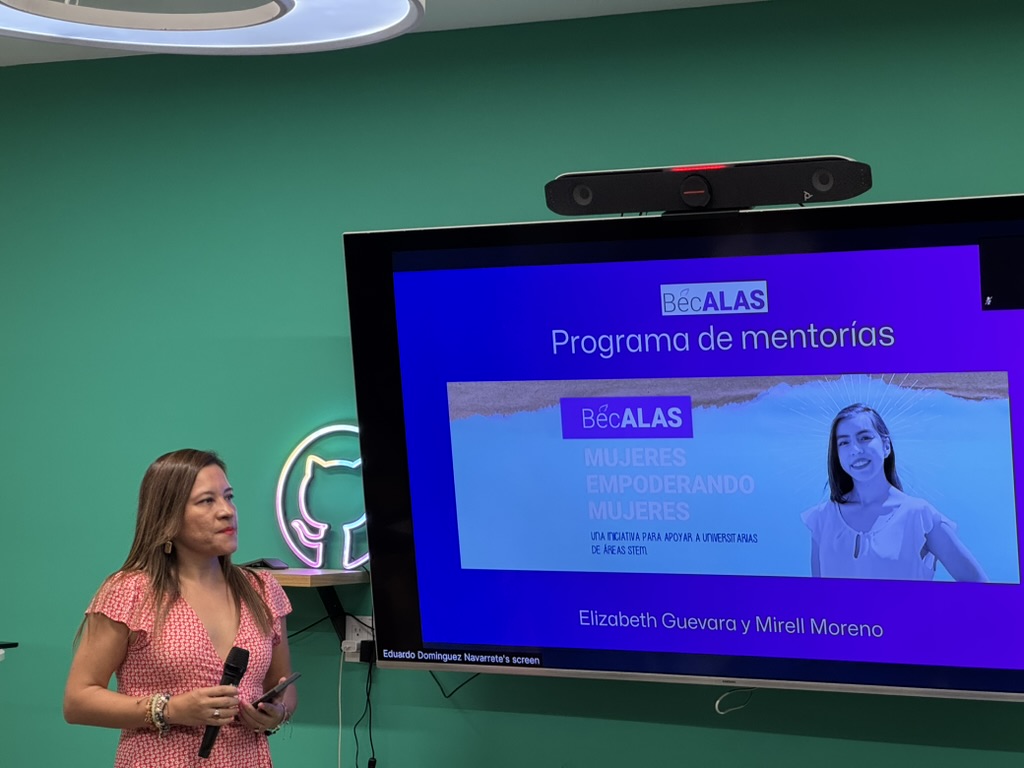 BécALAS
Programa de mentorías
BécALAS
MUJERES
EMPODERANDO
MUJERES
UNA INICIATIVA PARA APOYAR A UNIVERSITARIAS
DE ÁREAS STEM.
Elizabeth Guevara y Mirell Moreno
Eduardo Dominguez Navarrete's screen